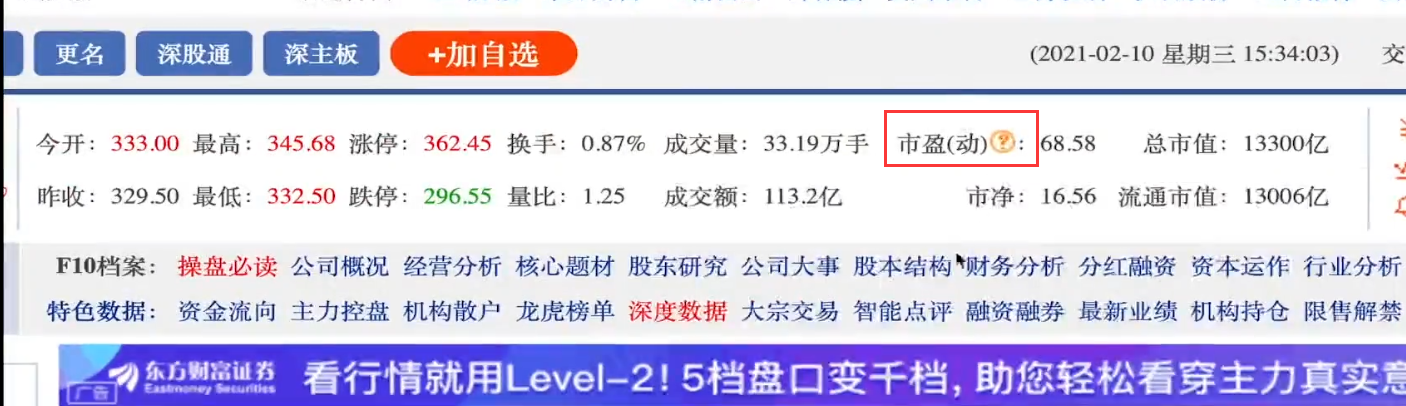 更名 深股通 深主板 +加自选 (2021-02-10 星期三 15:34:03) 交
今开: 333.00 最高: 345.68 涨停: 362.45 换手: 0.87% 成交量: 33.19万手 市盈(动)?: 68.58 总市值: 13300亿
昨收: 329.50 最低: 332.50 跌停: 296.55 量比: 1.25 成交额: 113.2亿 市净: 16.56 流通市值: 13006亿
F10档案: 操盘必读 公司概况 经营分析 核心题材 股东研究 公司大事 股本结构 财务分析 分红融资 资本运作 行业分析
特色数据: 资金流向 主力控盘 机构散户 龙虎榜单 深度数据 大宗交易 智能点评 融资融券 最新业绩 机构持仓 限售解禁
广告 东方财富证券 Eastmoney Securities 看行情就用Level-2! 5档盘口变千档, 助您轻松看穿主力真实意